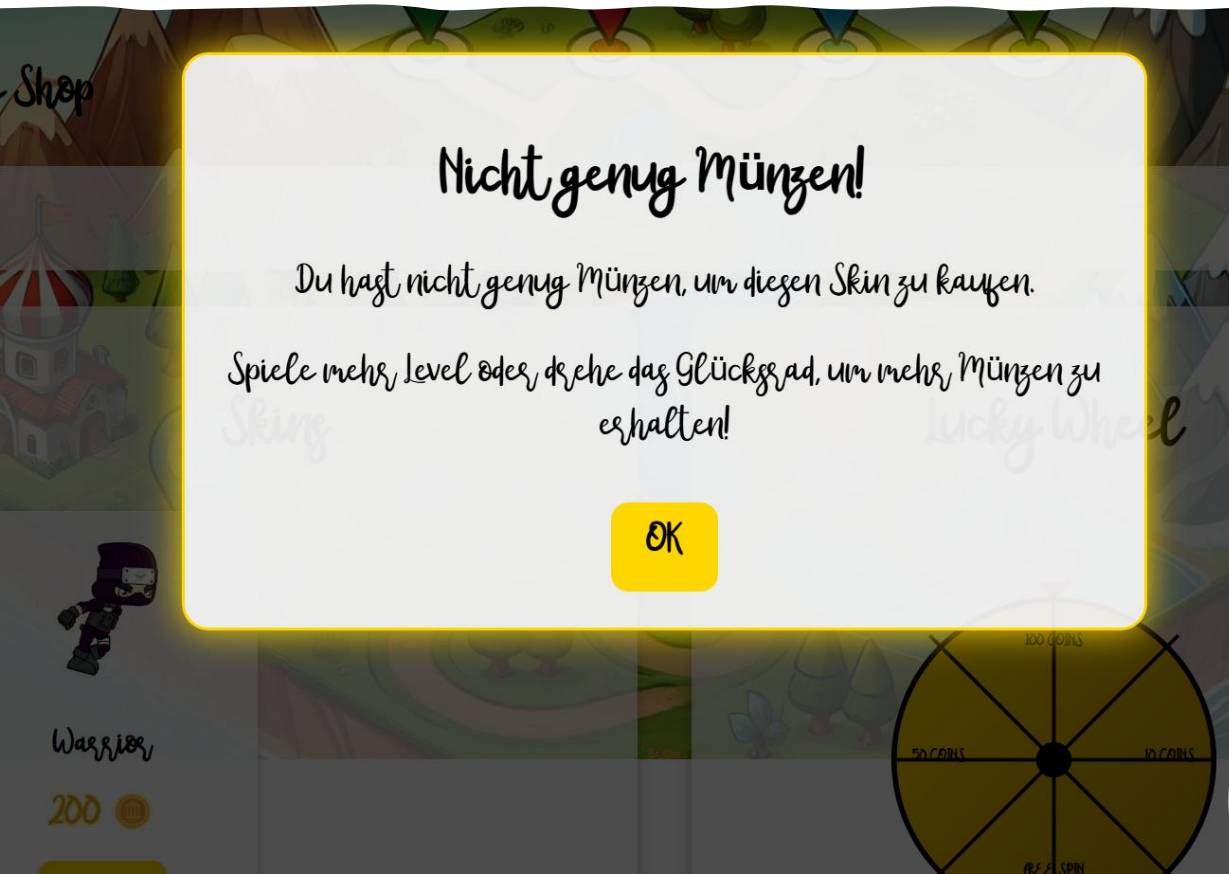 Shop
Nicht genug Münzen!
Du hast nicht genug Münzen, um diesen Skin zu kaufen.
Spiele mehr Level oder drehe das Glücksrad, um mehr Münzen zu
erhalten!
Skins
Lucky Wheel
OK
100 COINS
Warrior
50 COINS
10 COINS
200
FREE SPIN